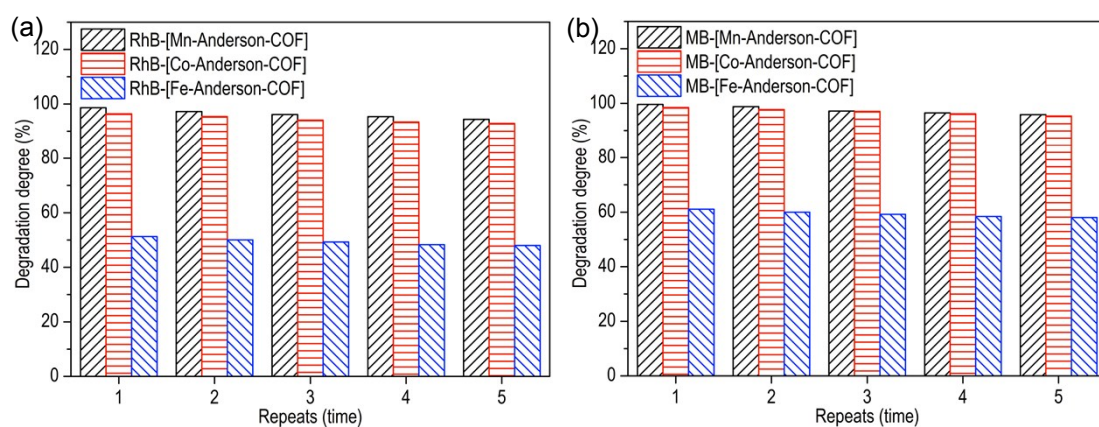 (a)
RhB-[Mn-Anderson-COF]
RhB-[Co-Anderson-COF]
RhB-[Fe-Anderson-COF]
Degradation degree (%)
120
100
80
60
40
20
0
1 2 3 4 5
Repeats (time)
(b)
MB-[Mn-Anderson-COF]
MB-[Co-Anderson-COF]
MB-[Fe-Anderson-COF]
Degradation degree (%)
120
100
80
60
40
20
0
1 2 3 4 5
Repeats (time)